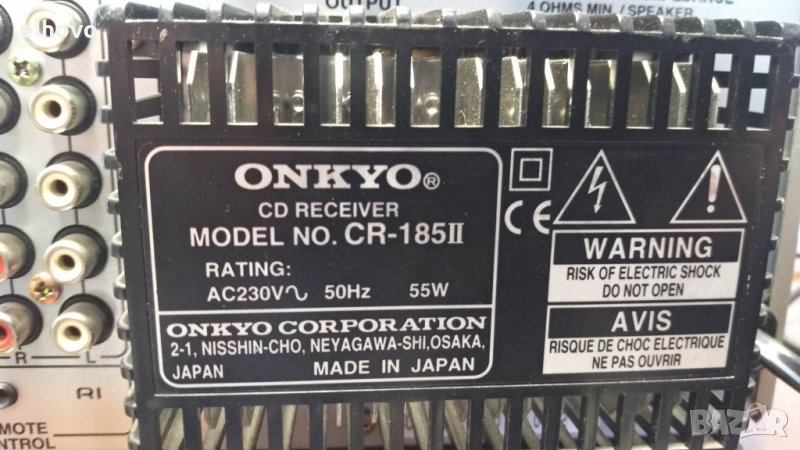 elhovo
OUTPUT
4 OHMS MIN. / SPEAKER
ONKYO®
CD RECEIVER
MODEL NO. CR-185II
RATING:
AC230V∿ 50Hz 55W
ONKYO CORPORATION
2-1, NISSHIN-CHO, NEYAGAWA-SHI,OSAKA,
JAPAN MADE IN JAPAN
CE
WARNING
RISK OF ELECTRIC SHOCK
DO NOT OPEN
AVIS
RISQUE DE CHOC ELECTRIQUE
NE PAS OUVRIR
R L
RI
BAZAR